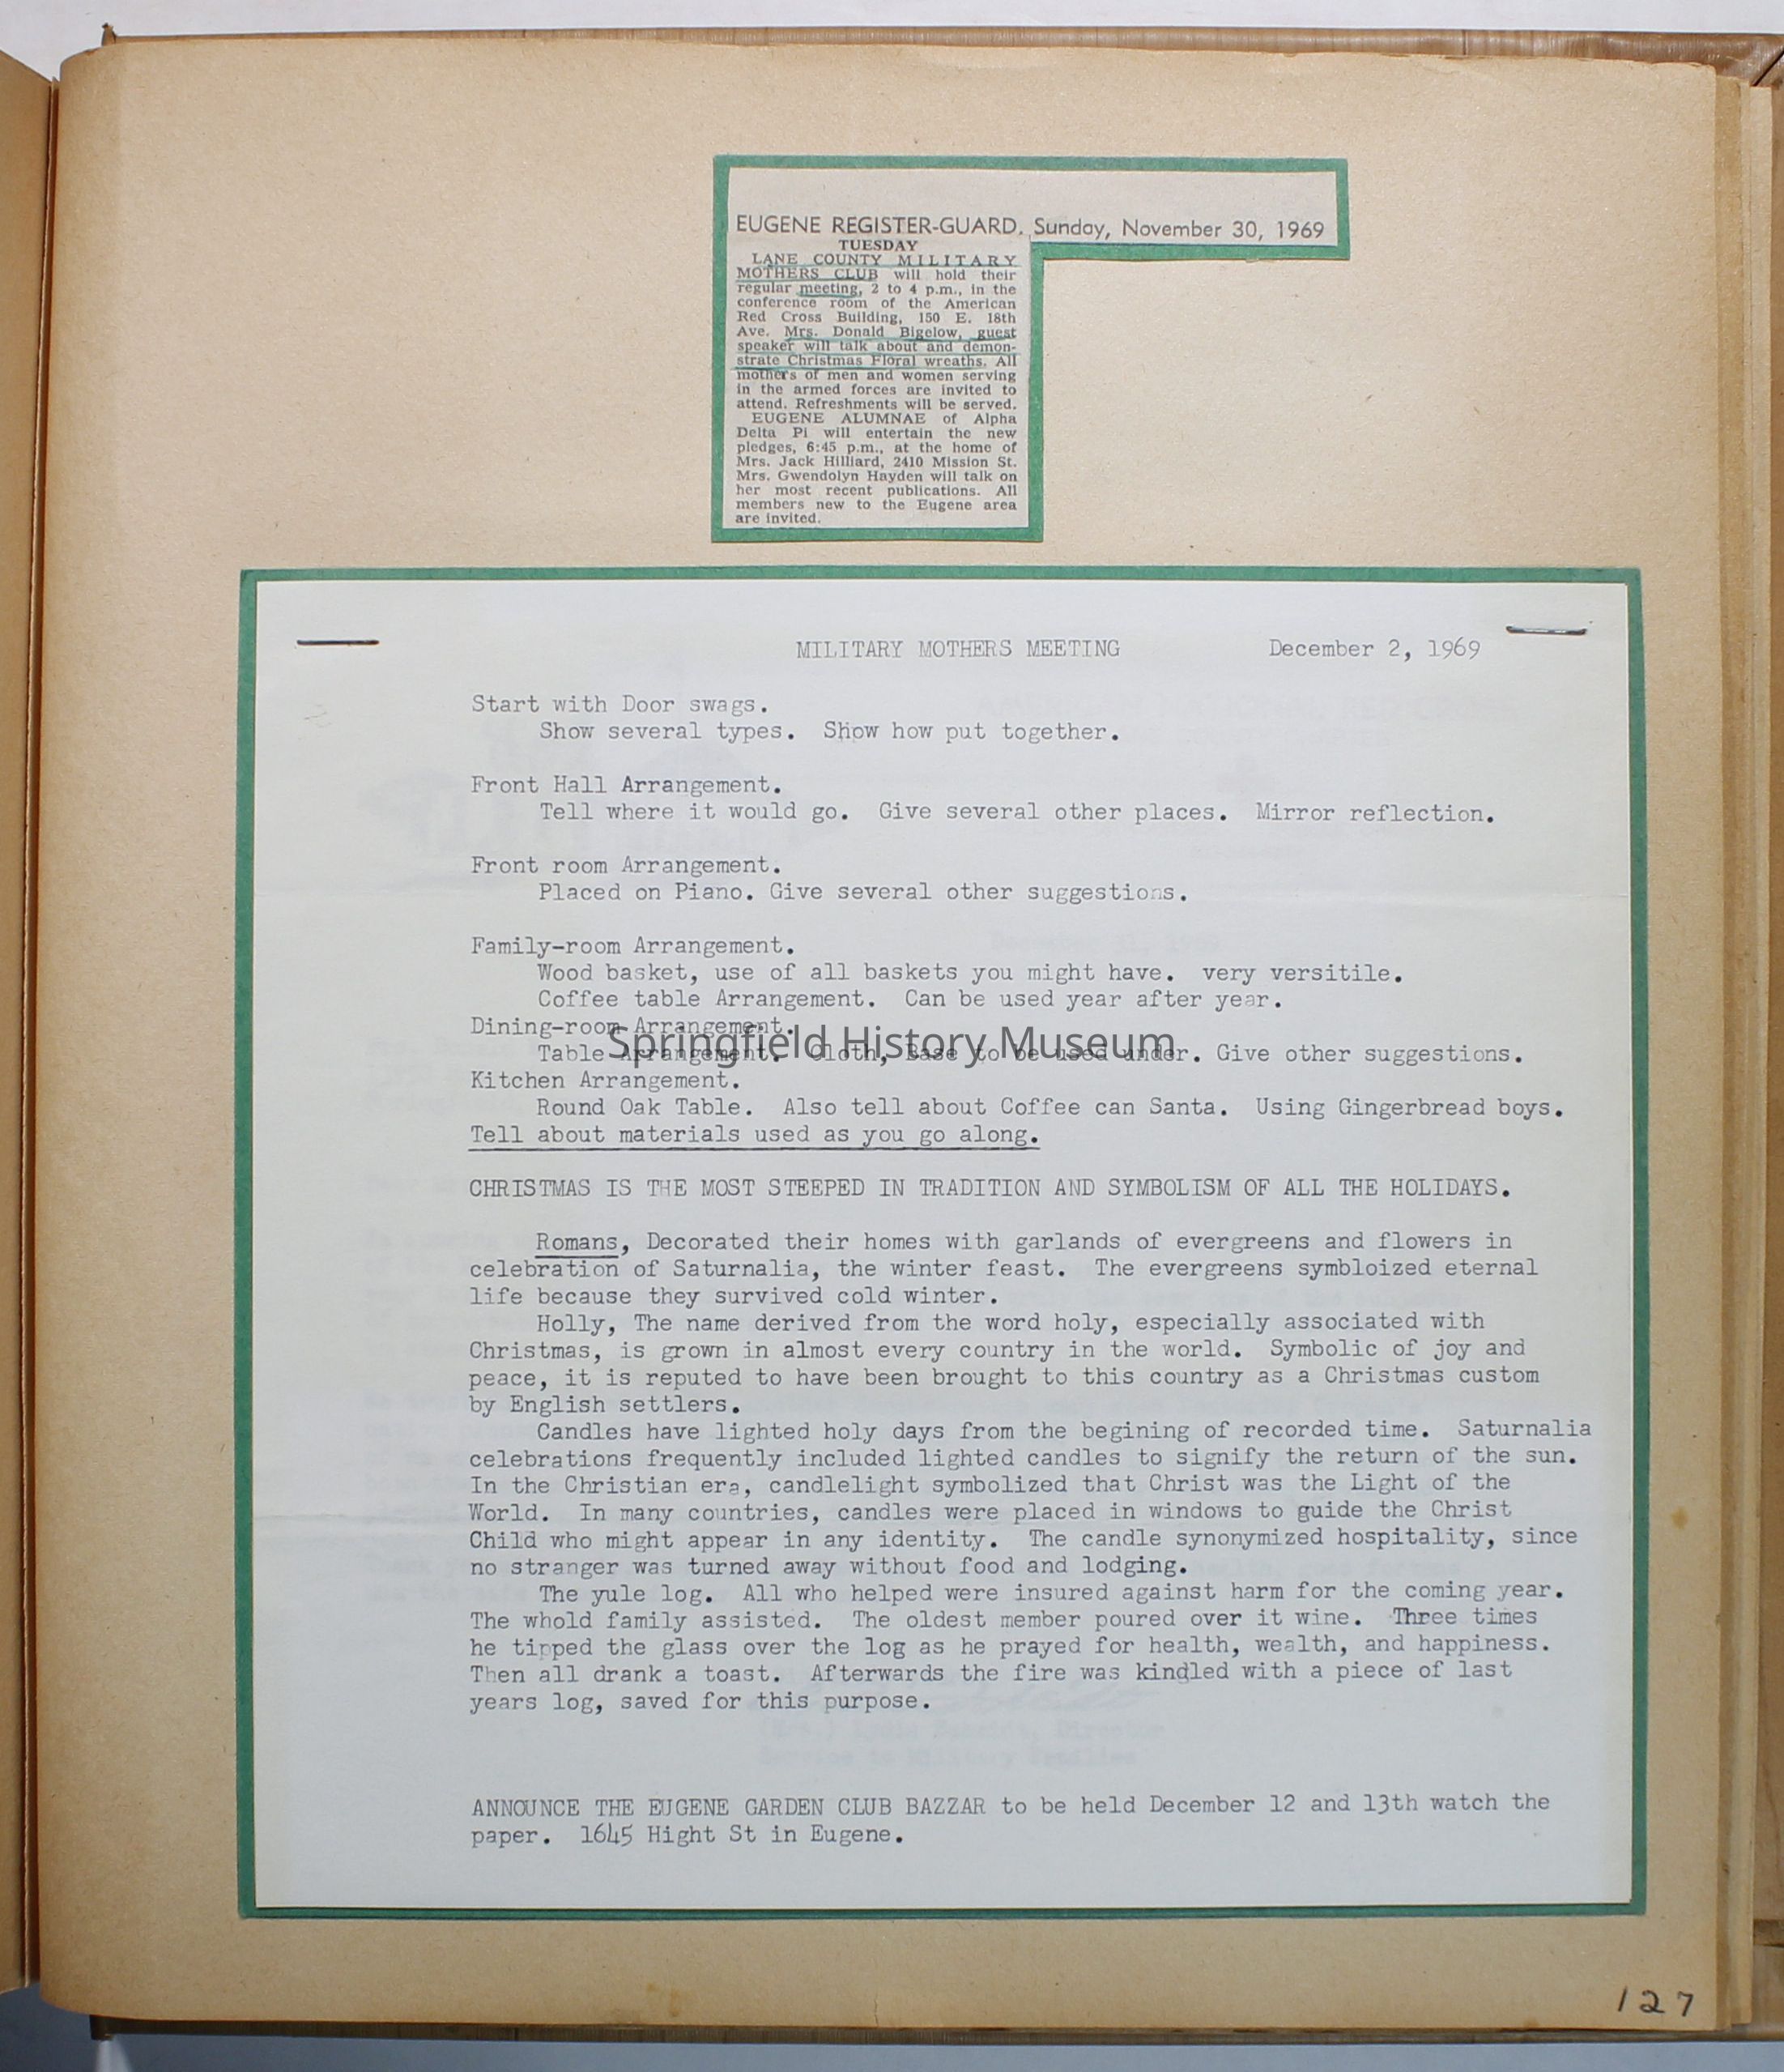 EUGENE REGISTER-GUARD, Sunday, November 30, 1969
TUESDAY
LANE COUNTY MILITARY
MOTHERS CLUB will hold their
regular meeting, 2 to 4 p.m., in the
conference room of the American
Red Cross Building, 150 E. 18th
Ave. Mrs. Donald Bigelow, guest
speaker will talk about and demon-
strate Christmas Floral wreaths. All
mothers of men and women serving
in the armed forces are invited to
attend. Refreshments will be served.
EUGENE ALUMNAE of Alpha
Delta Pi will entertain the new
pledges, 6:45 p.m., at the home of
Mrs. Jack Hilliard, 2410 Mission St.
Mrs. Gwendolyn Hayden will talk on
her most recent publications. All
members new to the Eugene area
are invited.
MILITARY MOTHERS MEETING December 2, 1969
Start with Door swags.
Show several types. Show how put together.
Front Hall Arrangement.
Tell where it would go. Give several other places. Mirror reflection.
Front room Arrangement.
Placed on Piano. Give several other suggestions.
Family-room Arrangement.
Wood basket, use of all baskets you might have. very versitile.
Coffee table Arrangement. Can be used year after year.
Dining-room Arrangement.
Springfield History Museum
Table Arrangement. Cloth, Base to be used under. Give other suggestions.
Kitchen Arrangement.
Round Oak Table. Also tell about Coffee can Santa. Using Gingerbread boys.
Tell about materials used as you go along.
CHRISTMAS IS THE MOST STEEPED IN TRADITION AND SYMBOLISM OF ALL THE HOLIDAYS.
Romans, Decorated their homes with garlands of evergreens and flowers in
celebration of Saturnalia, the winter feast. The evergreens symbloized eternal
life because they survived cold winter.
Holly, The name derived from the word holy, especially associated with
Christmas, is grown in almost every country in the world. Symbolic of joy and
peace, it is reputed to have been brought to this country as a Christmas custom
by English settlers.
Candles have lighted holy days from the begining of recorded time. Saturnalia
celebrations frequently included lighted candles to signify the return of the sun.
In the Christian era, candlelight symbolized that Christ was the Light of the
World. In many countries, candles were placed in windows to guide the Christ
Child who might appear in any identity. The candle synonymized hospitality, since
no stranger was turned away without food and lodging.
The yule log. All who helped were insured against harm for the coming year.
The whold family assisted. The oldest member poured over it wine. Three times
he tipped the glass over the log as he prayed for health, wealth, and happiness.
Then all drank a toast. Afterwards the fire was kindled with a piece of last
years log, saved for this purpose.
ANNOUNCE THE EUGENE GARDEN CLUB BAZZAR to be held December 12 and 13th watch the
paper. 1645 Hight St in Eugene.
127